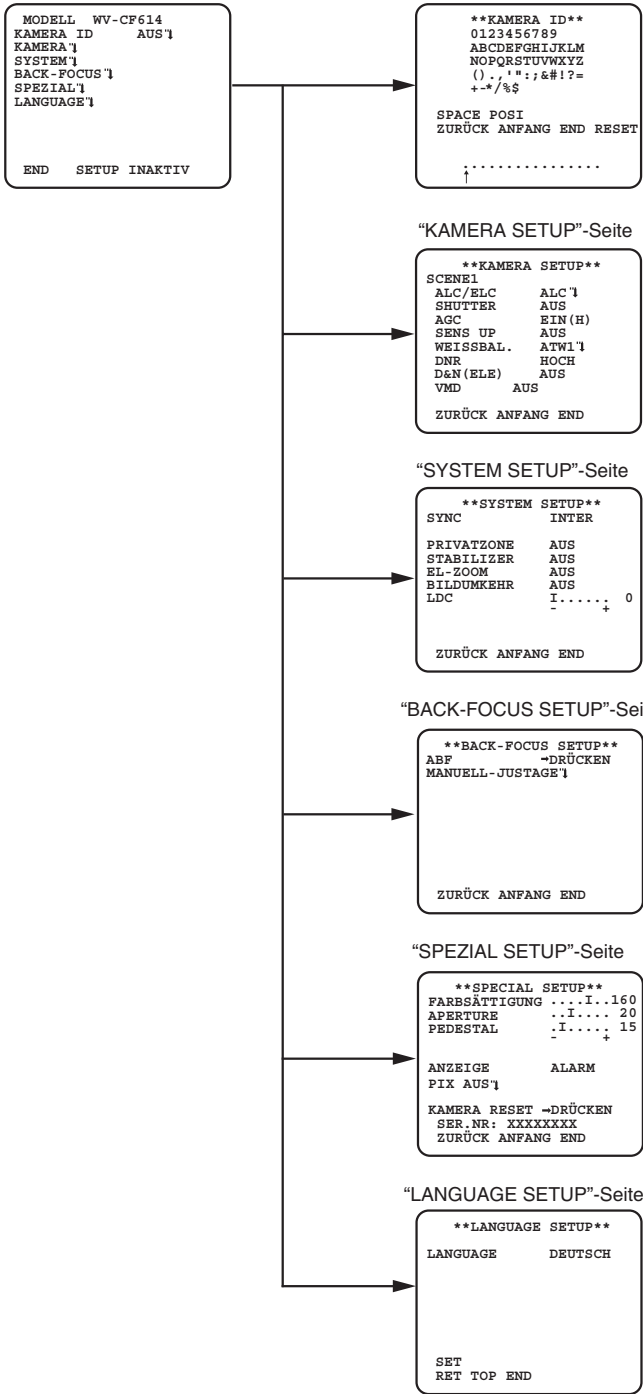 MODELL WV-CF614
KAMERA ID AUS
KAMERA
SYSTEM
BACK-FOCUS
SPEZIAL
LANGUAGE
END SETUP INAKTIV
**KAMERA ID**
0123456789
ABCDEFGHIJKLM
NOPQRSTUVWXYZ
().,'":;&#!?=
+-*/%$
SPACE POSI
ZURÜCK ANFANG END RESET
................
↑
“KAMERA SETUP”-Seite
**KAMERA SETUP**
SCENE1
ALC/ELC ALC
SHUTTER AUS
AGC EIN(H)
SENS UP AUS
WEISSBAL. ATW1
DNR HOCH
D&N(ELE) AUS
VMD AUS
ZURÜCK ANFANG END
“SYSTEM SETUP”-Seite
**SYSTEM SETUP**
SYNC INTER
PRIVATZONE AUS
STABILIZER AUS
EL-ZOOM AUS
BILDUMKEHR AUS
LDC I...... 0
- +
ZURÜCK ANFANG END
“BACK-FOCUS SETUP”-Sei
**BACK-FOCUS SETUP**
ABF →DRÜCKEN
MANUELL-JUSTAGE
ZURÜCK ANFANG END
“SPEZIAL SETUP”-Seite
**SPECIAL SETUP**
FARBSÄTTIGUNG ....I..160
APERTURE ..I.... 20
PEDESTAL .I..... 15
- +
ANZEIGE ALARM
PIX AUS
KAMERA RESET →DRÜCKEN
SER.NR: XXXXXXXX
ZURÜCK ANFANG END
“LANGUAGE SETUP”-Seite
**LANGUAGE SETUP**
LANGUAGE DEUTSCH
SET
RET TOP END